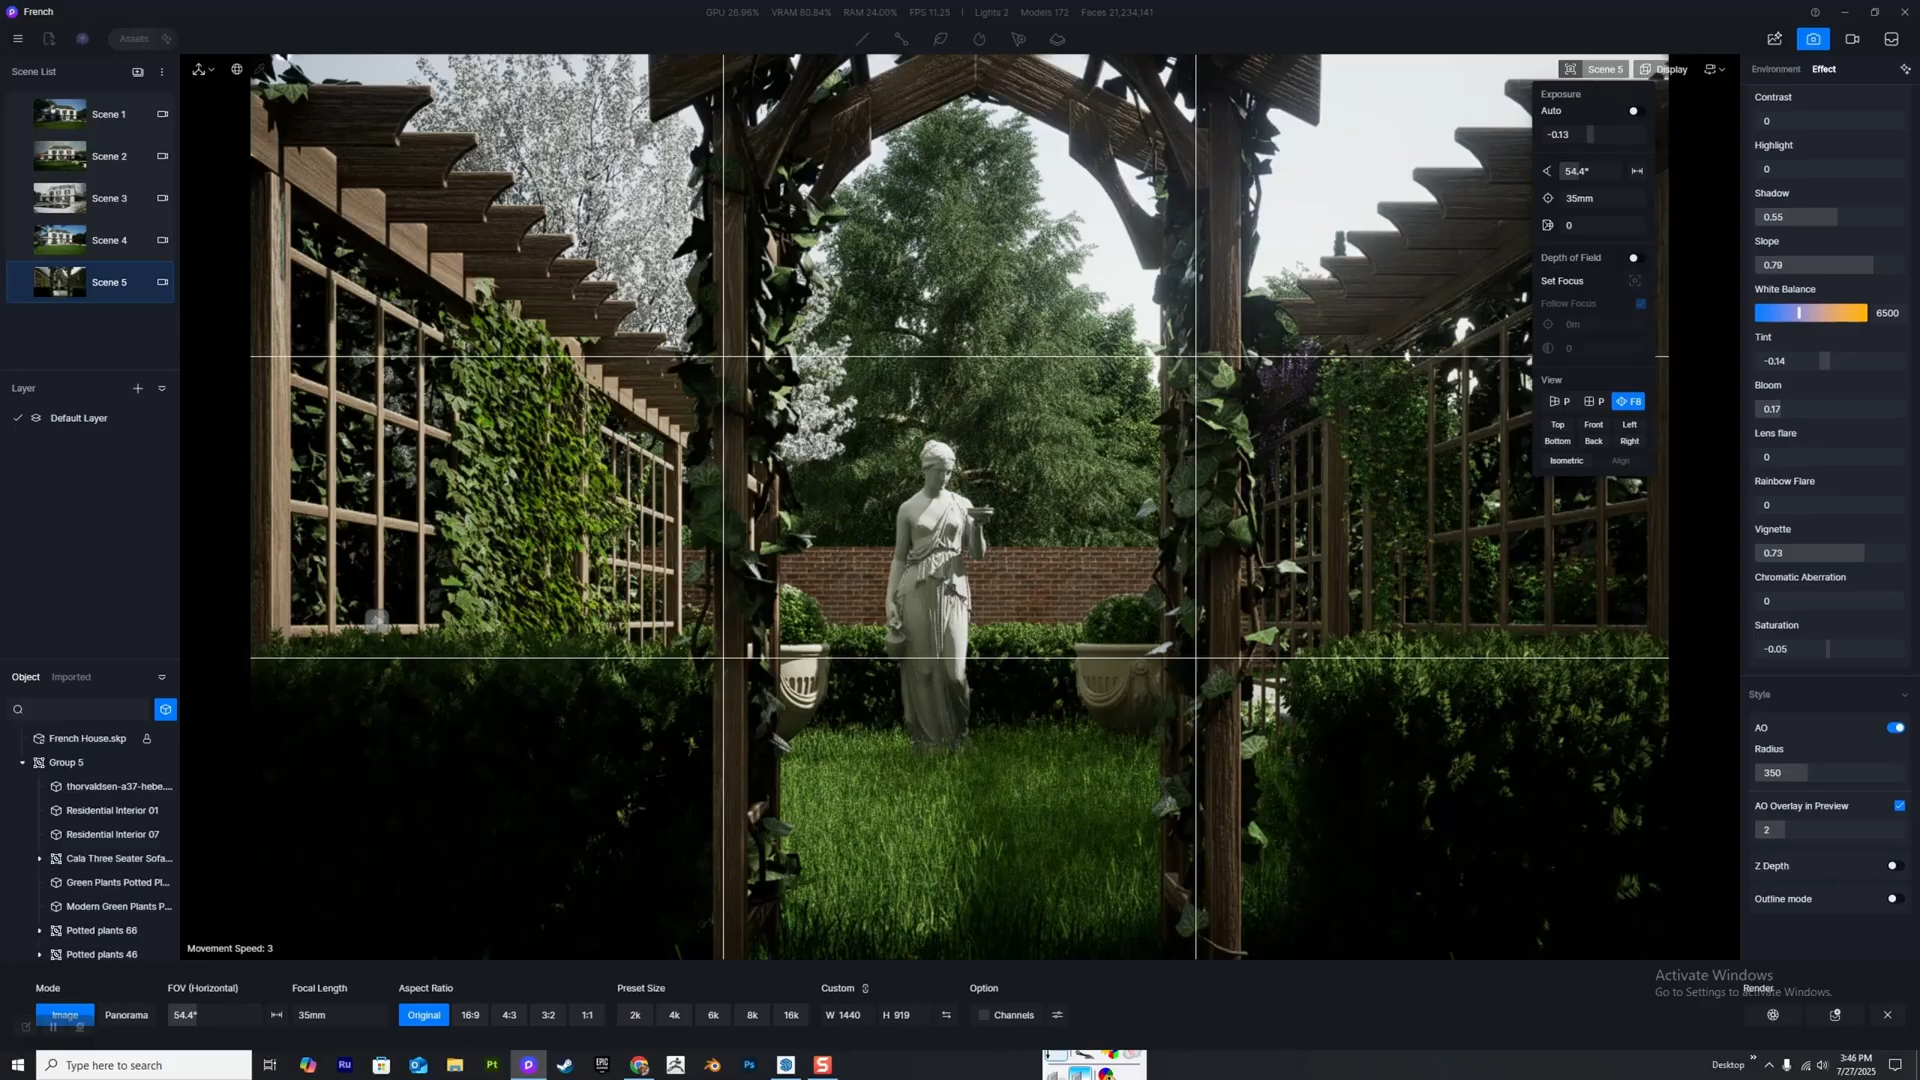 French
GPU 26.96% VRAM 80.84% RAM 24.00% FPS 11.25 | Lights 2 Models 172 Faces 21,234,141
Assets
Scene List
Scene 1
Scene 2
Scene 3
Scene 4
Scene 5
Layer
Default Layer
Object Imported
French House.skp
Group 5
thorvaldsen-a37-hebe....
Residential Interior 01
Residential Interior 07
Cala Three Seater Sofa...
Green Plants Potted Pl...
Modern Green Plants P...
Potted plants 66
Potted plants 46
Scene 5 Display
Exposure
Auto
-0.13
54.4°
35mm
0
Depth of Field
Set Focus
Follow Focus
0m
0
View
P P F8
Top Front Left
Bottom Back Right
Isometric Align
Movement Speed: 3
Environment Effect
Contrast
0
Highlight
0
Shadow
0.55
Slope
0.79
White Balance
6500
Tint
-0.14
Bloom
0.17
Lens flare
0
Rainbow Flare
0
Vignette
0.73
Chromatic Aberration
0
Saturation
-0.05
Style
AO
Radius
350
AO Overlay in Preview
2
Z Depth
Outline mode
Activate Windows
Go to Settings to activate Windows.
Mode FOV (Horizontal) Focal Length Aspect Ratio Preset Size Custom Option Render
Image Panorama 54.4° 35mm Original 16:9 4:3 3:2 1:1 2k 4k 6k 8k 16k W 1440 H 919 Channels
Type here to search
Ru
Pt
EPIC
Ps
S
Desktop
3:46 PM
7/27/2025